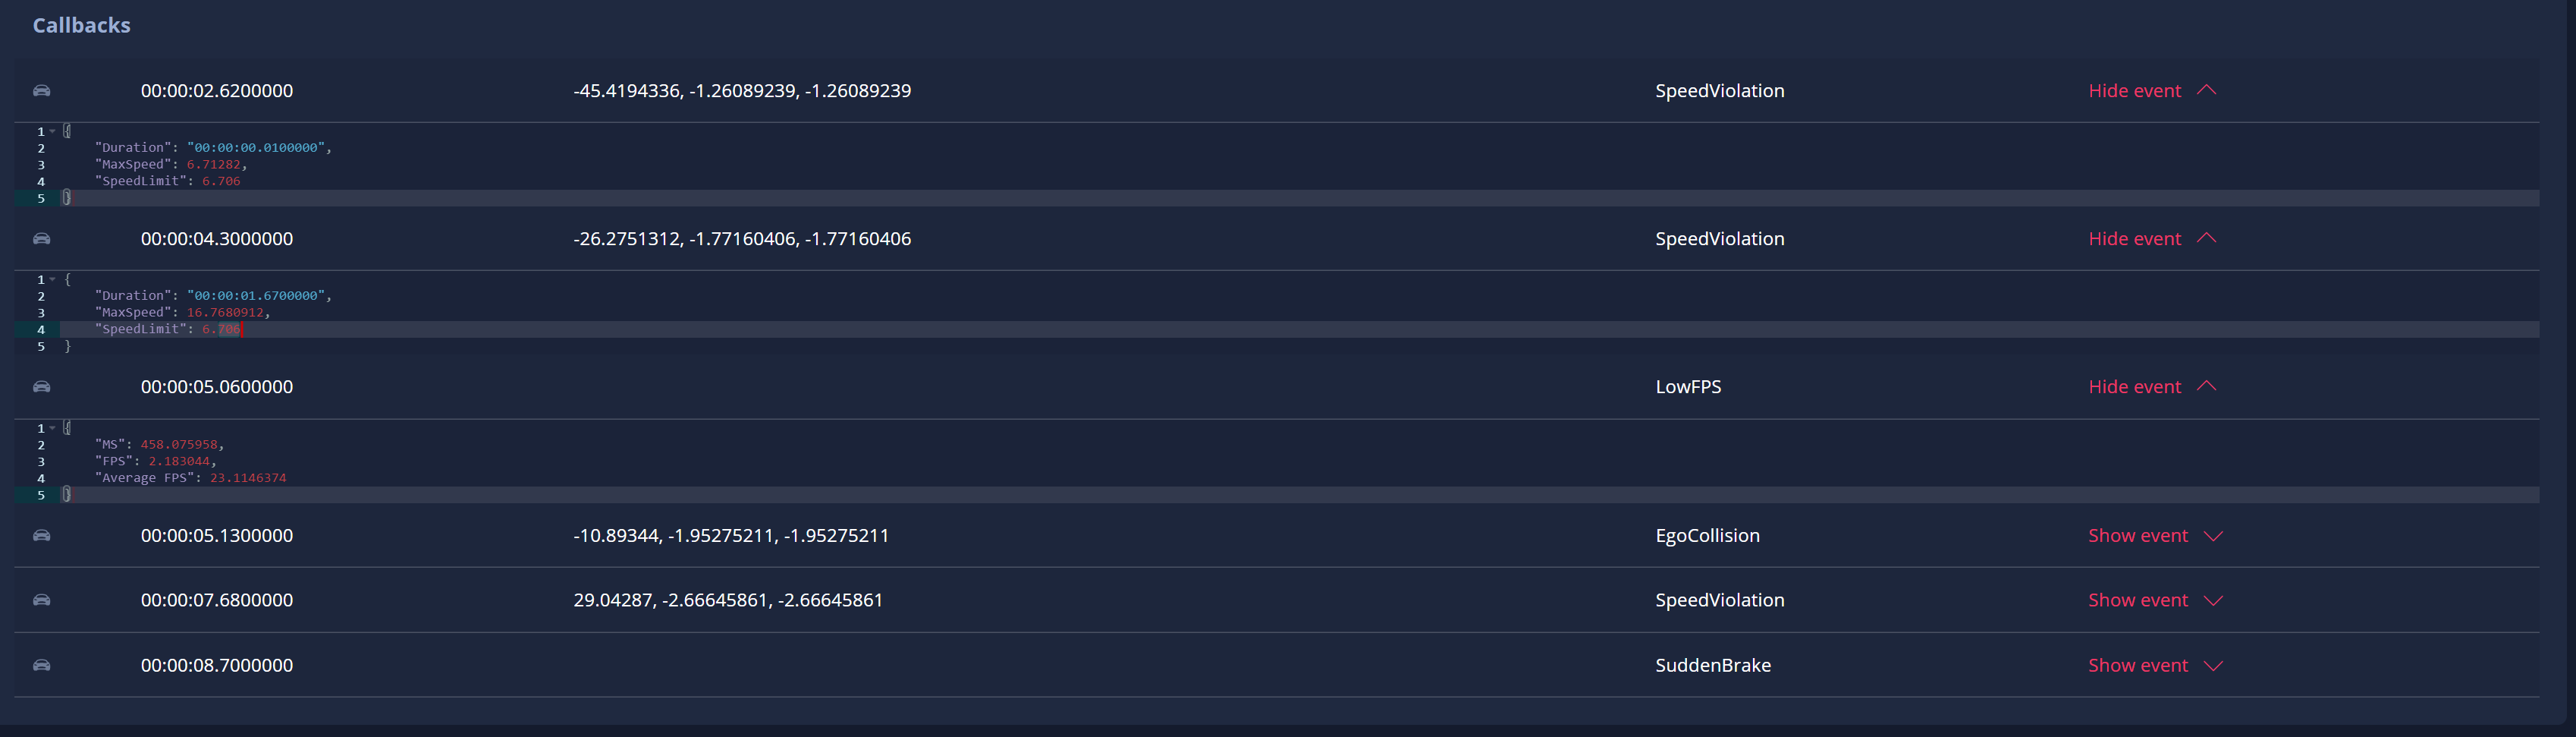 Callbacks
00:00:02.6200000 -45.4194336, -1.26089239, -1.26089239 SpeedViolation Hide event
1 {
2 "Duration": "00:00:00.0100000",
3 "MaxSpeed": 6.71282,
4 "SpeedLimit": 6.706
5 }
00:00:04.3000000 -26.2751312, -1.77160406, -1.77160406 SpeedViolation Hide event
1 {
2 "Duration": "00:00:01.6700000",
3 "MaxSpeed": 16.7680912,
4 "SpeedLimit": 6.706
5 }
00:00:05.0600000 LowFPS Hide event
1 {
2 "MS": 458.075958,
3 "FPS": 2.183044,
4 "Average FPS": 23.1146374
5 }
00:00:05.1300000 -10.89344, -1.95275211, -1.95275211 EgoCollision Show event
00:00:07.6800000 29.04287, -2.66645861, -2.66645861 SpeedViolation Show event
00:00:08.7000000 SuddenBrake Show event